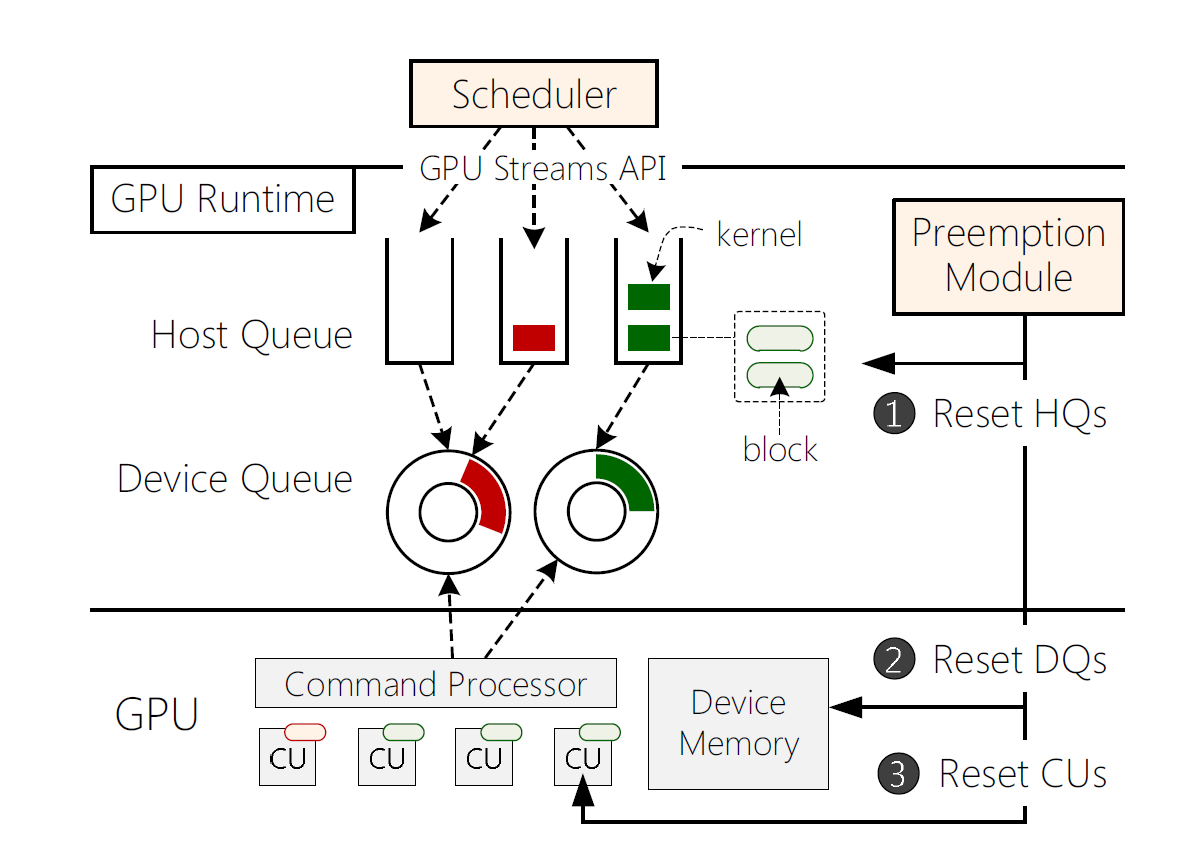 Scheduler
GPU Streams API
GPU Runtime
kernel
Preemption
Module
Host Queue
1 Reset HQs
block
Device Queue
2 Reset DQs
Command Processor
Device
Memory
GPU
CU
CU
CU
CU
3 Reset CUs